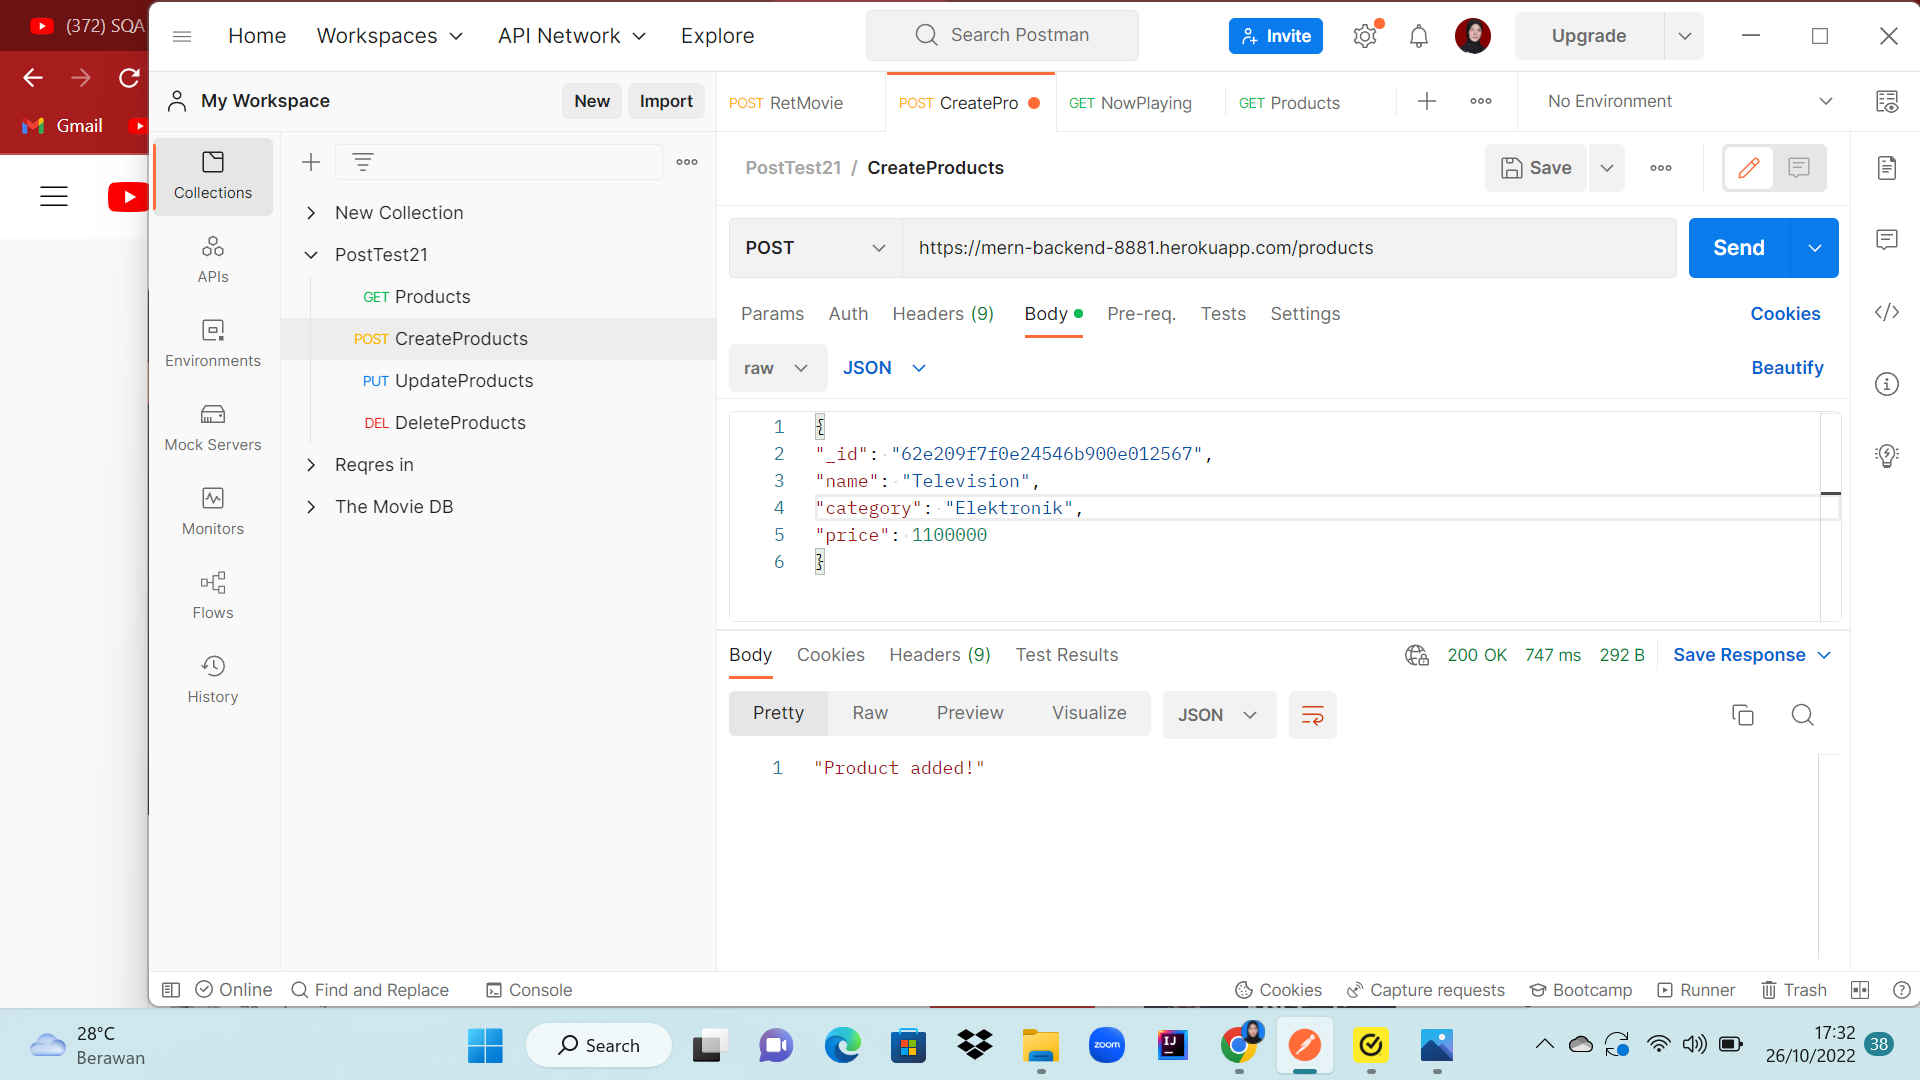 (372) SQA
Gmail
Home
Workspaces
API Network
Explore
Search Postman
Invite
Upgrade
My Workspace
New
Import
POST RetMovie
POST CreatePro
GET NowPlaying
GET Products
No Environment
Collections
APIs
Environments
Mock Servers
Monitors
Flows
History
New Collection
PostTest21
GET Products
POST CreateProducts
PUT UpdateProducts
DEL DeleteProducts
Reqres in
The Movie DB
PostTest21 / CreateProducts
Save
POST
https://mern-backend-8881.herokuapp.com/products
Send
Params
Auth
Headers (9)
Body
Pre-req.
Tests
Settings
Cookies
raw
JSON
Beautify
1 {
2 "_id": "62e209f7f0e24546b900e012567",
3 "name": "Television",
4 "category": "Elektronik",
5 "price": 1100000
6 }
Body
Cookies
Headers (9)
Test Results
200 OK
747 ms
292 B
Save Response
Pretty
Raw
Preview
Visualize
JSON
1 "Product added!"
Online
Find and Replace
Console
Cookies
Capture requests
Bootcamp
Runner
Trash
28°C
Berawan
Search
zoom
IJ
17:32
26/10/2022
38